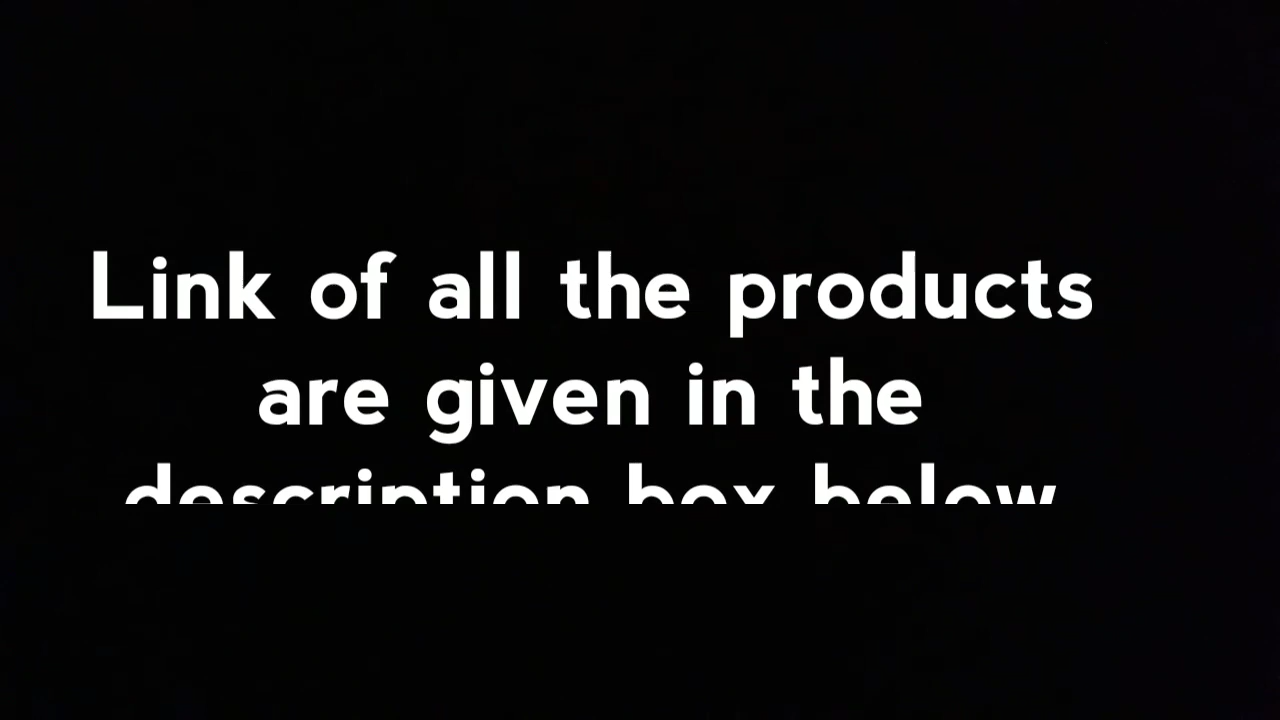 Link of all the products
are given in the
description box below